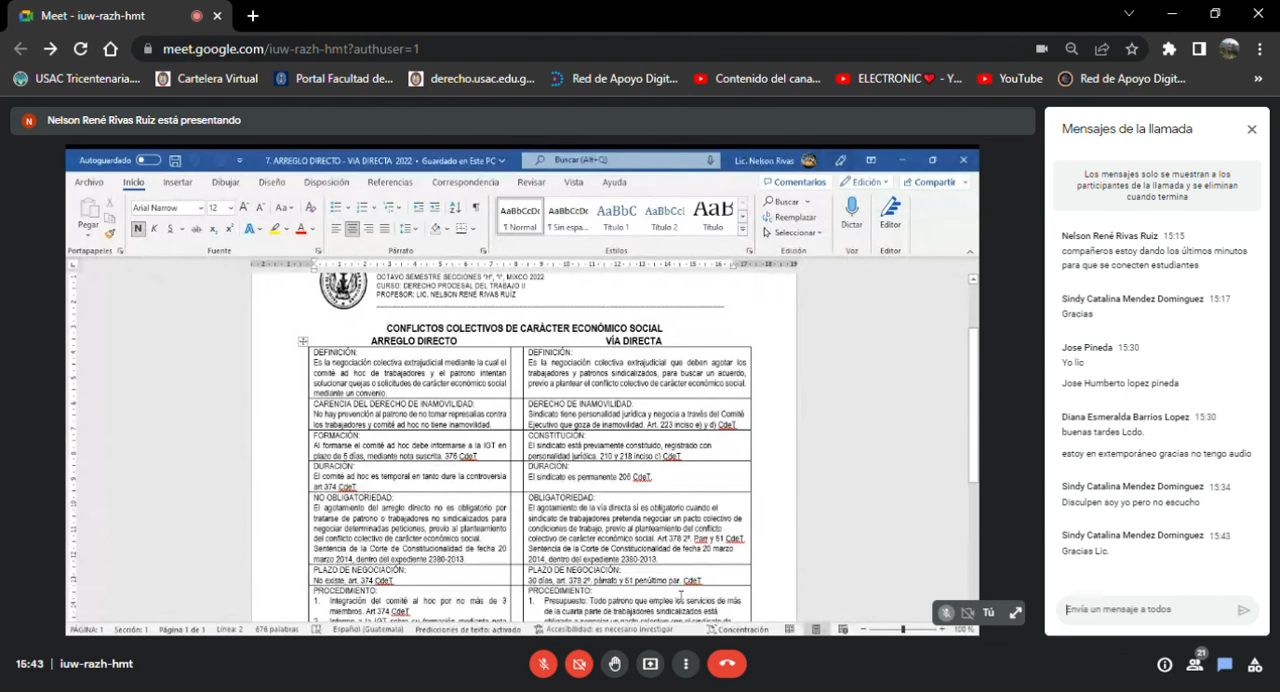 Meet - iuw-razh-hmt
meet.google.com/iuw-razh-hmt?authuser=1
USAC Tricentenaria.... Cartelera Virtual Portal Facultad de... derecho.usac.edu.g... Red de Apoyo Digit... Contenido del cana... ELECTRONIC❤ - Y... YouTube Red de Apoyo Digit... »
N Nelson René Rivas Ruiz está presentando
Autoguardado 7. ARREGLO DIRECTO - VIA DIRECTA 2022 • Guardado en Este PC Buscar (Alt+Q) Lic. Nelson Rivas
Archivo Inicio Insertar Dibujar Diseño Disposición Referencias Correspondencia Revisar Vista Ayuda Comentarios Edición Compartir
Pegar Arial Narrow 12 Buscar Reemplazar Seleccionar Dictar Editor
AaBbCcDc AaBbCcDc AaBbC AaBbCcl AaB
¶ Normal ¶ Sin espa... Título 1 Título 2 Título
Portapapeles Fuente Párrafo Estilos Edición Voz Editor
OCTAVO SEMESTRE SECCIONES "H", "I", MIXCO 2022
CURSO: DERECHO PROCESAL DEL TRABAJO II
PROFESOR: LIC. NELSON RENÉ RIVAS RUIZ
CONFLICTOS COLECTIVOS DE CARÁCTER ECONÓMICO SOCIAL
ARREGLO DIRECTO VÍA DIRECTA
DEFINICIÓN:
Es la negociación colectiva extrajudicial mediante la cual el
comité ad hoc de trabajadores y el patrono intentan
solucionar quejas o solicitudes de carácter económico social
mediante un convenio.
DEFINICIÓN:
Es la negociación colectiva extrajudicial que deben agotar los
trabajadores y patronos sindicalizados, para buscar un acuerdo,
previo a plantear el conflicto colectivo de carácter económico social.
CARENCIA DEL DERECHO DE INAMOVILIDAD:
No hay prevención al patrono de no tomar represalias contra
los trabajadores y comité ad hoc no tiene inamovilidad.
DERECHO DE INAMOVILIDAD:
Sindicato tiene personalidad jurídica y negocia a través del Comité
Ejecutivo que goza de inamovilidad. Art. 223 inciso e) y d) CdeT.
FORMACIÓN:
Al formarse el comité ad hoc debe informarse a la IGT en
plazo de 5 días, mediante nota suscrita. 376 CdeT
CONSTITUCIÓN:
El sindicato está previamente constituido, registrado con
personalidad jurídica. 210 y 218 inciso c) CdeT.
DURACIÓN:
El comité ad hoc es temporal en tanto dure la controversia
art 374 CdeT.
DURACIÓN:
El sindicato es permanente 206 CdeT.
NO OBLIGATORIEDAD:
El agotamiento del arreglo directo no es obligatorio por
tratarse de patrono o trabajadores no sindicalizados para
negociar determinadas peticiones, previo al planteamiento
del conflicto colectivo de carácter económico social.
Sentencia de la Corte de Constitucionalidad de fecha 20
marzo 2014, dentro del expediente 2380-2013.
OBLIGATORIEDAD:
El agotamiento de la vía directa si es obligatorio cuando el
sindicato de trabajadores pretenda negociar un pacto colectivo de
condiciones de trabajo, previo al planteamiento del conflicto
colectivo de carácter económico social. Art 378 2º. Parr y 51 CdeT.
Sentencia de la Corte de Constitucionalidad de fecha 20 marzo
2014, dentro del expediente 2380-2013.
PLAZO DE NEGOCIACIÓN:
No existe, art. 374 CdeT.
PLAZO DE NEGOCIACIÓN:
30 días, art. 378 2º. párrafo y 51 penúltimo par. CdeT
PROCEDIMIENTO:
1. Integración del comité al hoc por no más de 3
miembros. Art 374 CdeT.
2. Informe a la IGT sobre su formación mediante nota
PROCEDIMIENTO:
1. Presupuesto: Todo patrono que emplee los servicios de más
de la cuarta parte de trabajadores sindicalizados está
obligado a negociar un pacto colectivo con el sindicato de
PÁGINA: 1 Sección: 1 Página 1 de 1 Línea: 2 676 palabras Español (Guatemala) Predicciones de texto: activado Accesibilidad: es necesario investigar Concentración 100 %
Tú
Mensajes de la llamada
Los mensajes solo se muestran a los
participantes de la llamada y se eliminan
cuando termina
Nelson René Rivas Ruiz 15:15
compañeros estoy dando los últimos minutos
para que se conecten estudiantes
Sindy Catalina Mendez Dominguez 15:17
Gracias
Jose Pineda 15:30
Yo lic
Jose Humberto lopez pineda
Diana Esmeralda Barrios Lopez 15:30
buenas tardes Lcdo.
estoy en extemporáneo gracias no tengo audio
Sindy Catalina Mendez Dominguez 15:34
Disculpen soy yo pero no escucho
Sindy Catalina Mendez Dominguez 15:43
Gracias Lic.
Envía un mensaje a todos
15:43 | iuw-razh-hmt
21